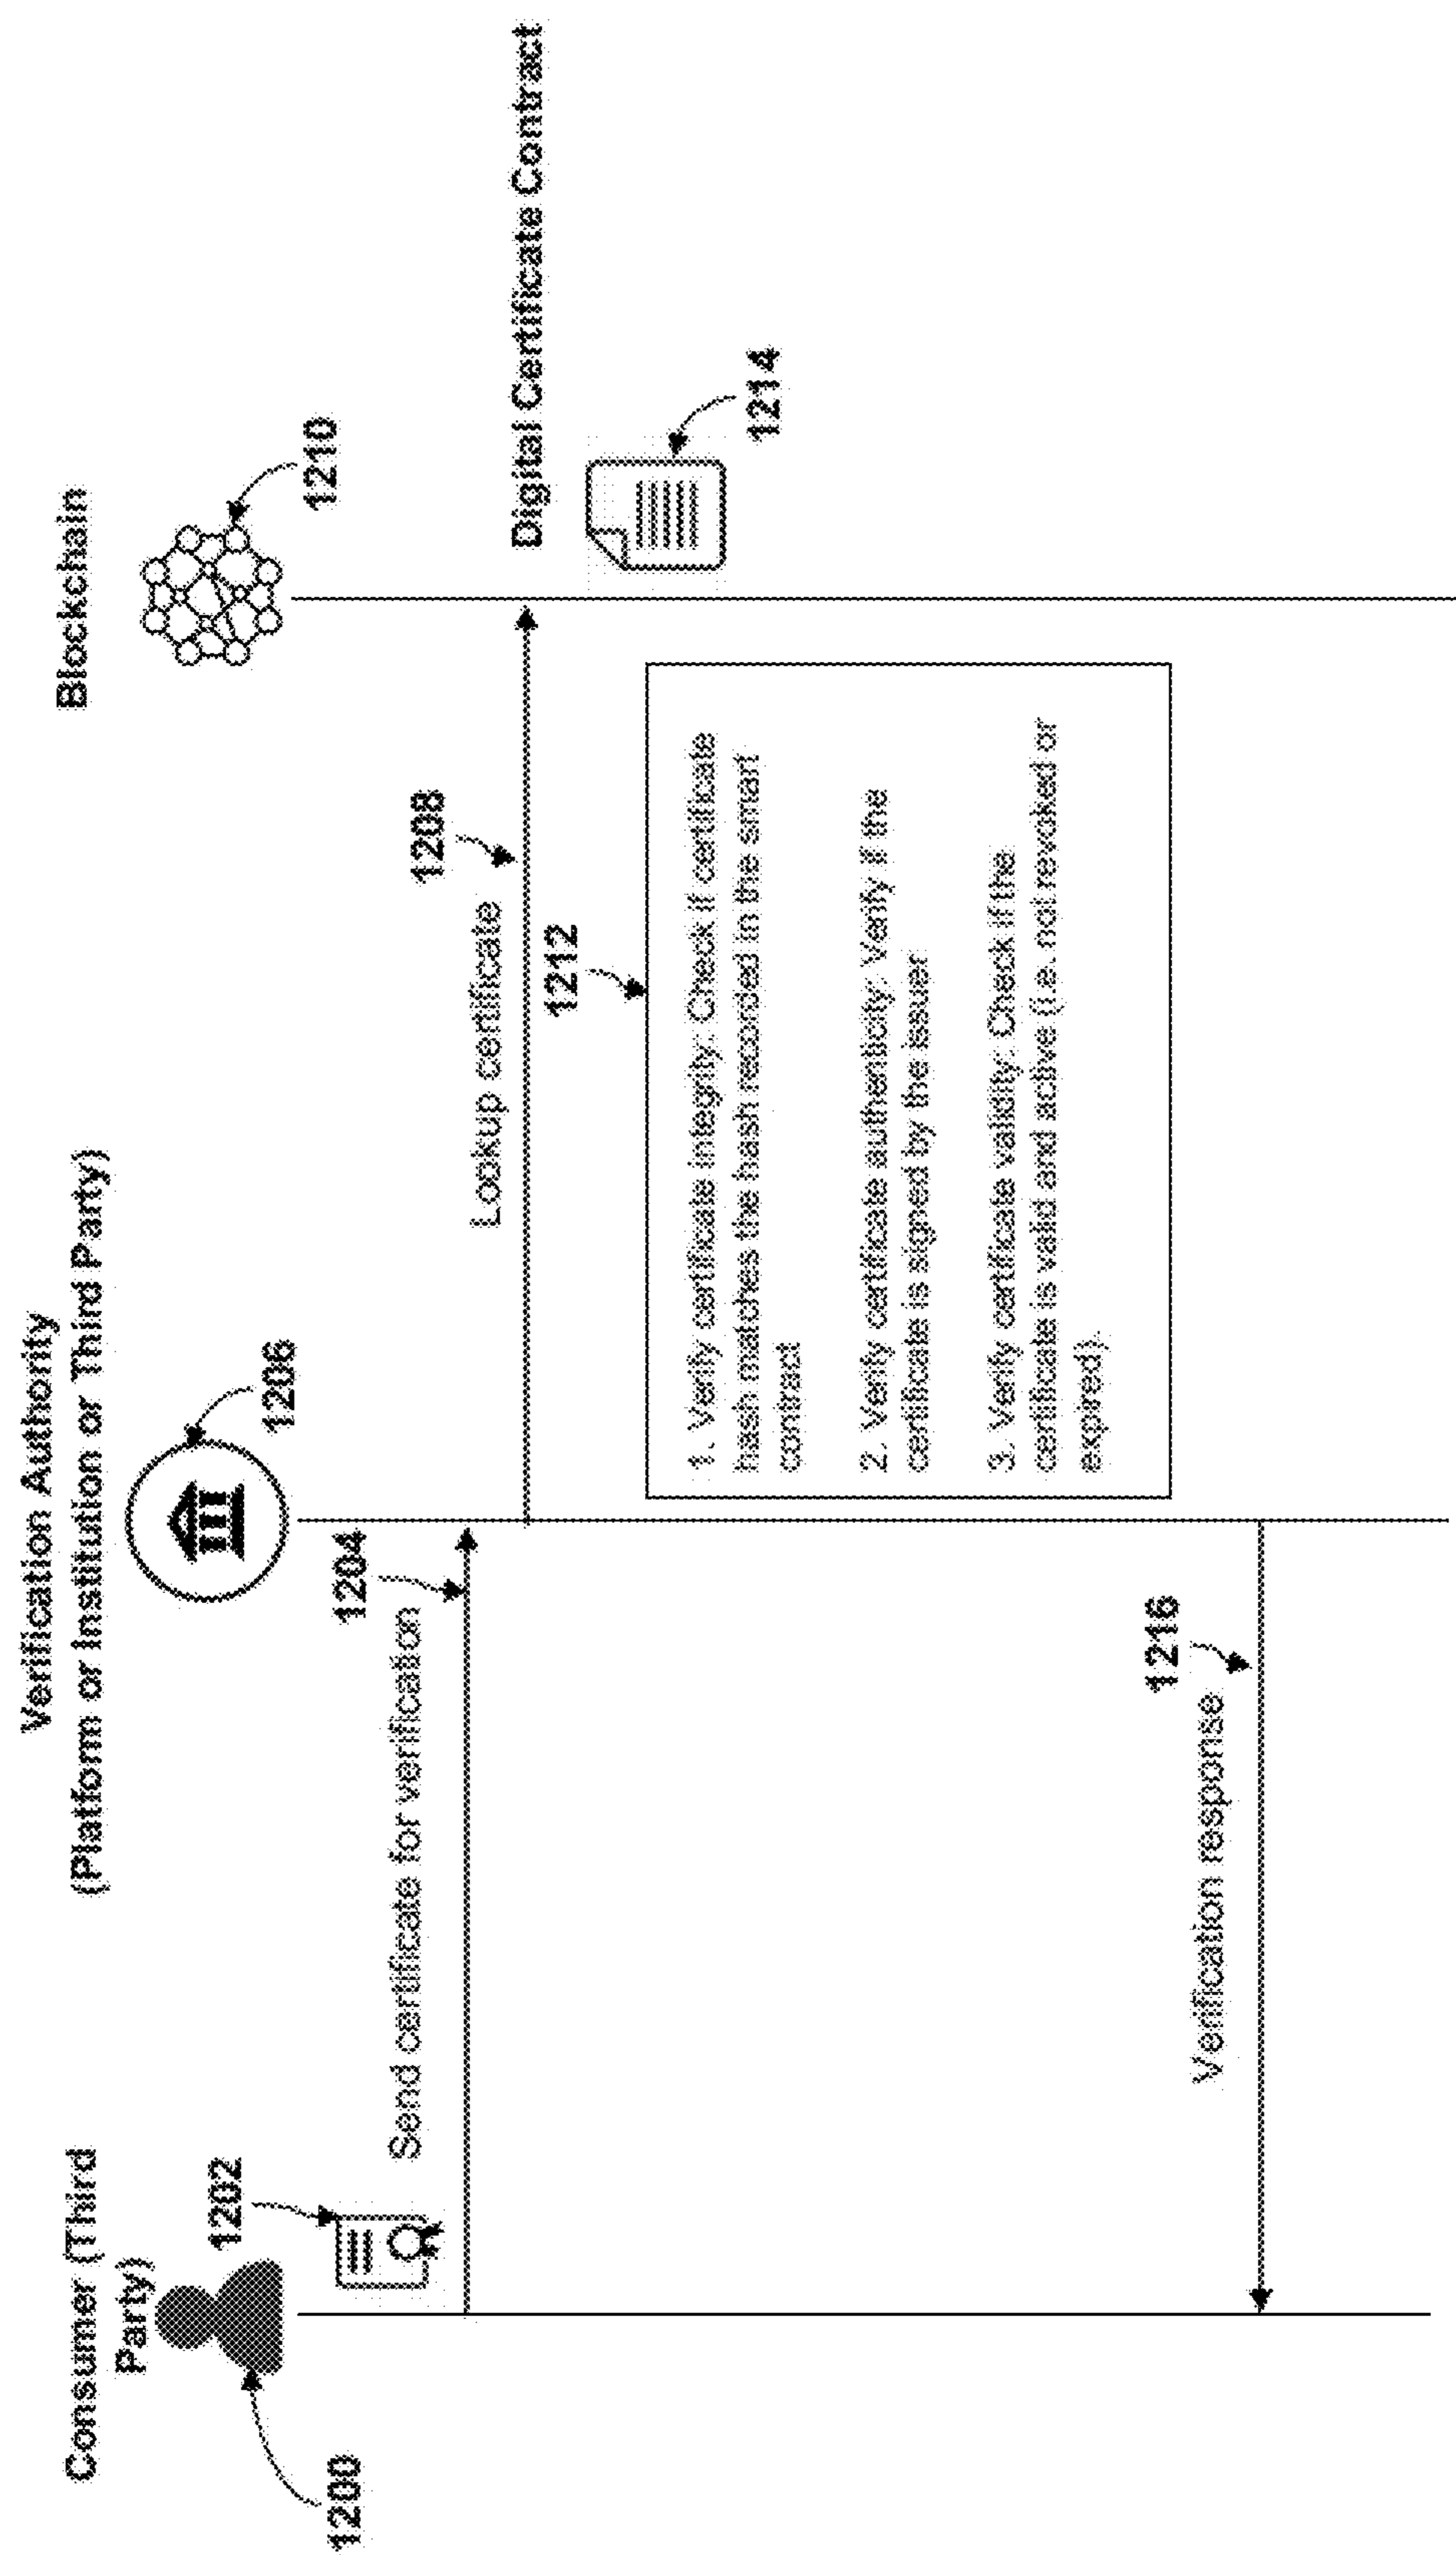 Consumer (Third
Party)
1200
1202
Verification Authority
(Platform or Institution or Third Party)
1206
Blockchain
1210
Send certificate for verification
1204
Lookup certificate
1208
Digital Certificate Contract
1214
1212
1. Verify certificate integrity: Check if certificate
hash matches the hash recorded in the smart
contract
2. Verify certificate authenticity: Verify if the
certificate is signed by the issuer
3. Verify certificate validity: Check if the
certificate is valid and active (i.e. not revoked or
expired).
Verification response
1216